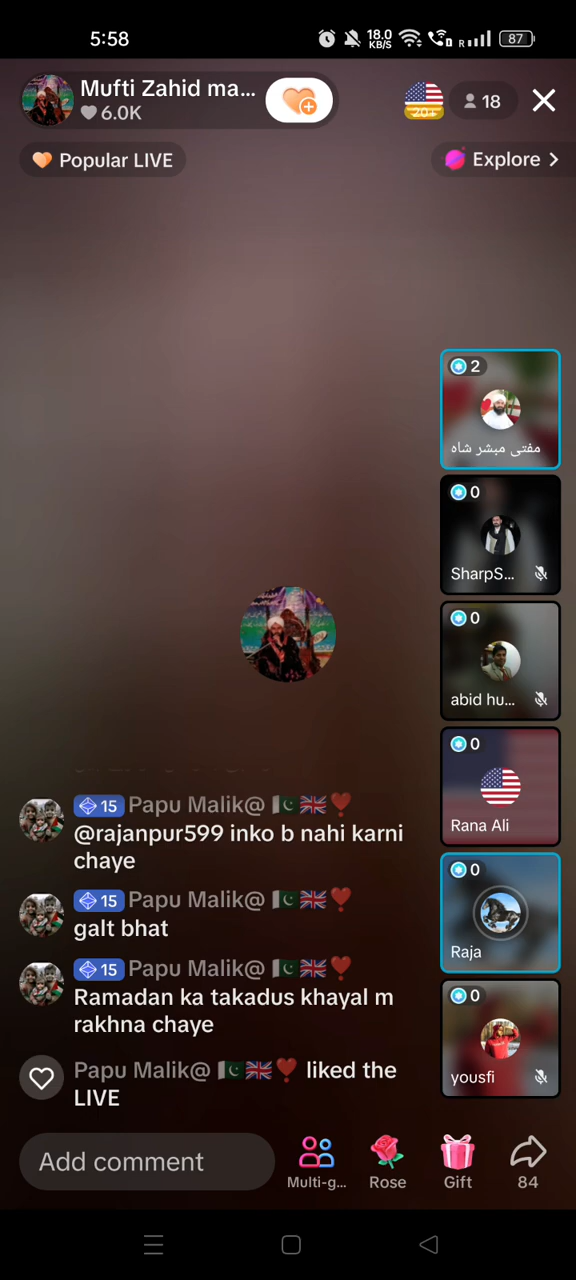 5:58
18.0
KB/S
R
87
Mufti Zahid ma...
6.0K
18
Popular LIVE
Explore
2
مفتی مبشر شاہ
0
SharpS...
0
abid hu...
0
Rana Ali
0
Raja
0
yousfi
15 Papu Malik@ 🇵🇰🇬🇧❣️
@rajanpur599 inko b nahi karni
chaye
15 Papu Malik@ 🇵🇰🇬🇧❣️
galt bhat
15 Papu Malik@ 🇵🇰🇬🇧❣️
Ramadan ka takadus khayal m
rakhna chaye
Papu Malik@ 🇵🇰🇬🇧❣️ liked the
LIVE
Add comment
Multi-g...
Rose
Gift
84